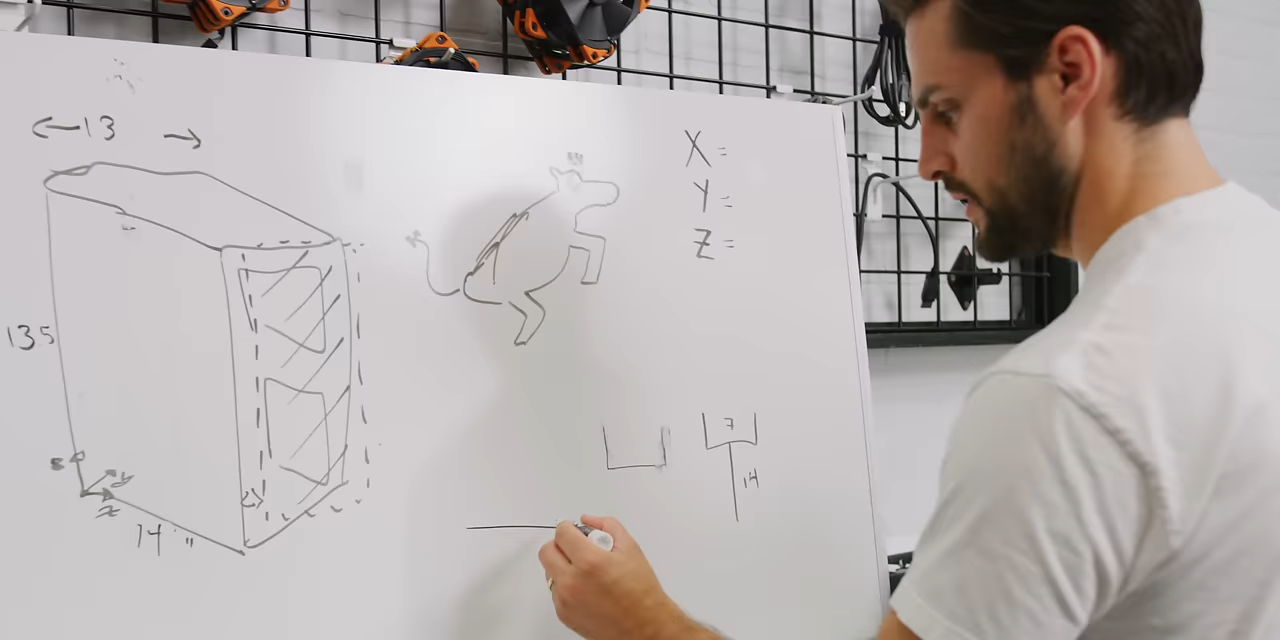 13
X =
Y =
Z =
135
7
14
14"